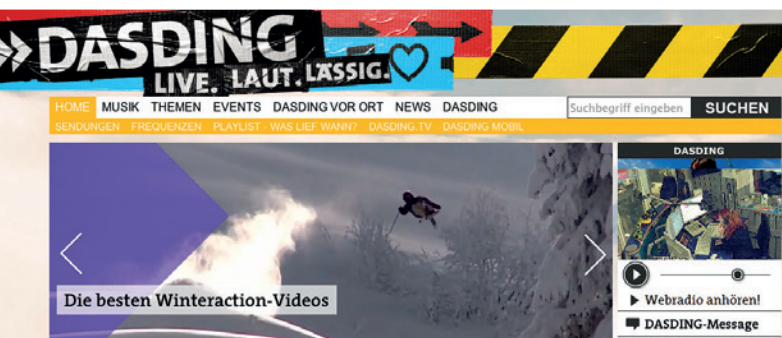 DASDING
LIVE. LAUT. LÄSSIG.
HOME MUSIK THEMEN EVENTS DASDING VOR ORT NEWS DASDING Suchbegriff eingeben SUCHEN
SENDUNGEN FREQUENZEN PLAYLIST - WAS LIEF WANN? DASDING.TV DASDING MOBIL
DASDING
Die besten Winteraction-Videos
Webradio anhören!
DASDING-Message